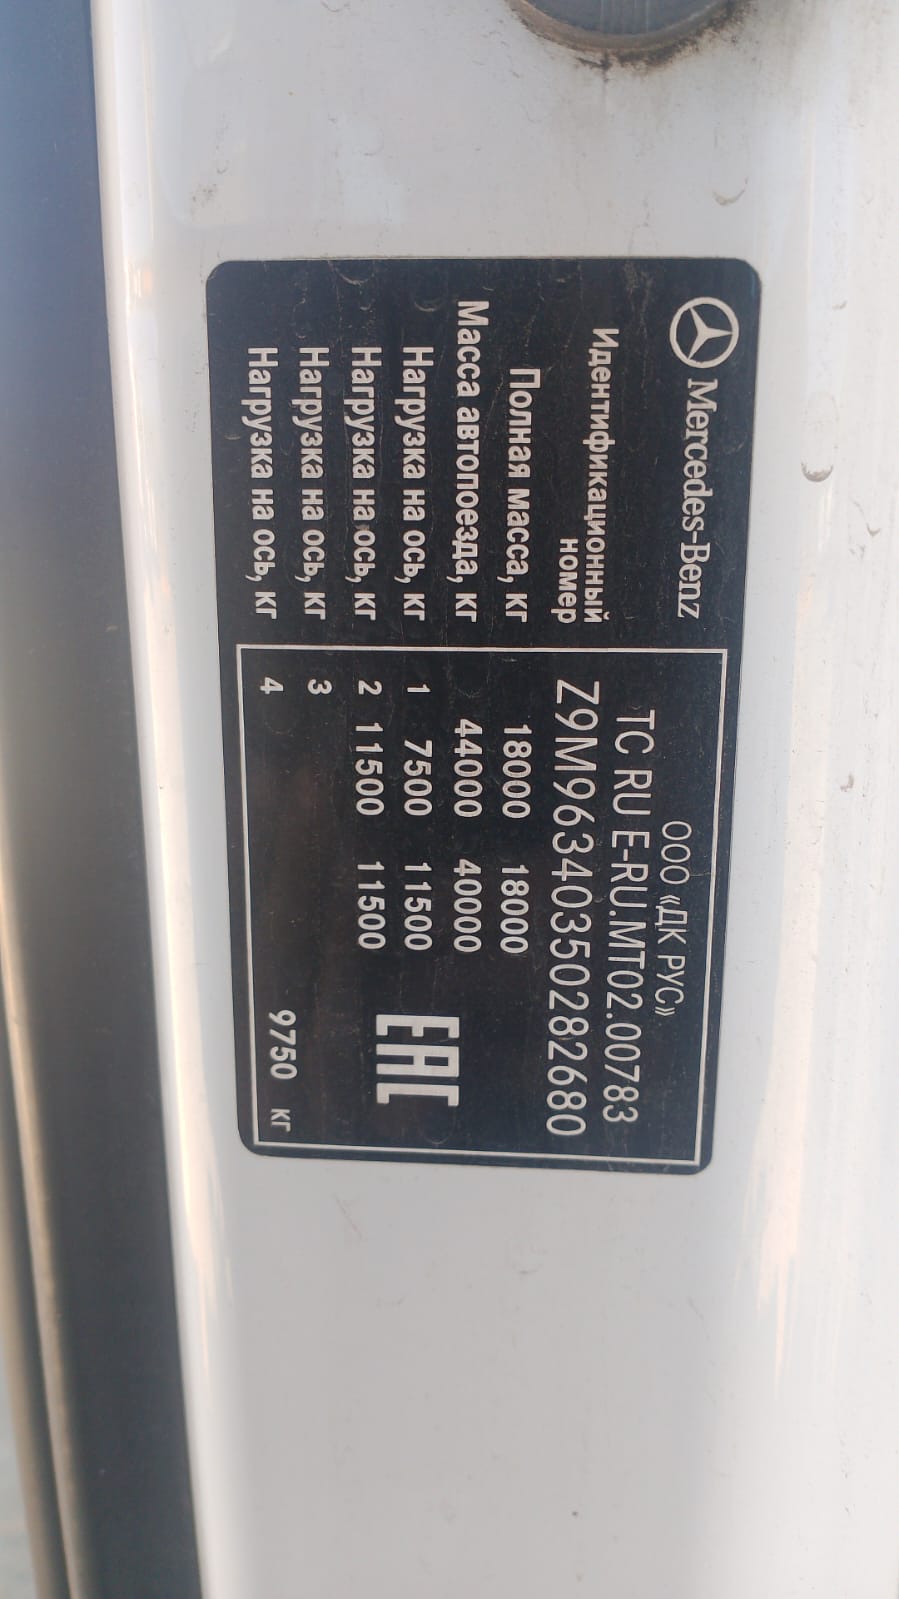 Mercedes-Benz
ООО «ДК РУС»
ТС RU E-RU.MT02.00783
Идентификационный
номер Z9M96340350282680
Полная масса, кг 18000 18000
Масса автопоезда, кг 44000 40000
Нагрузка на ось, кг 1 7500 11500
Нагрузка на ось, кг 2 11500 11500
Нагрузка на ось, кг 3
Нагрузка на ось, кг 4
EAC
9750 кг